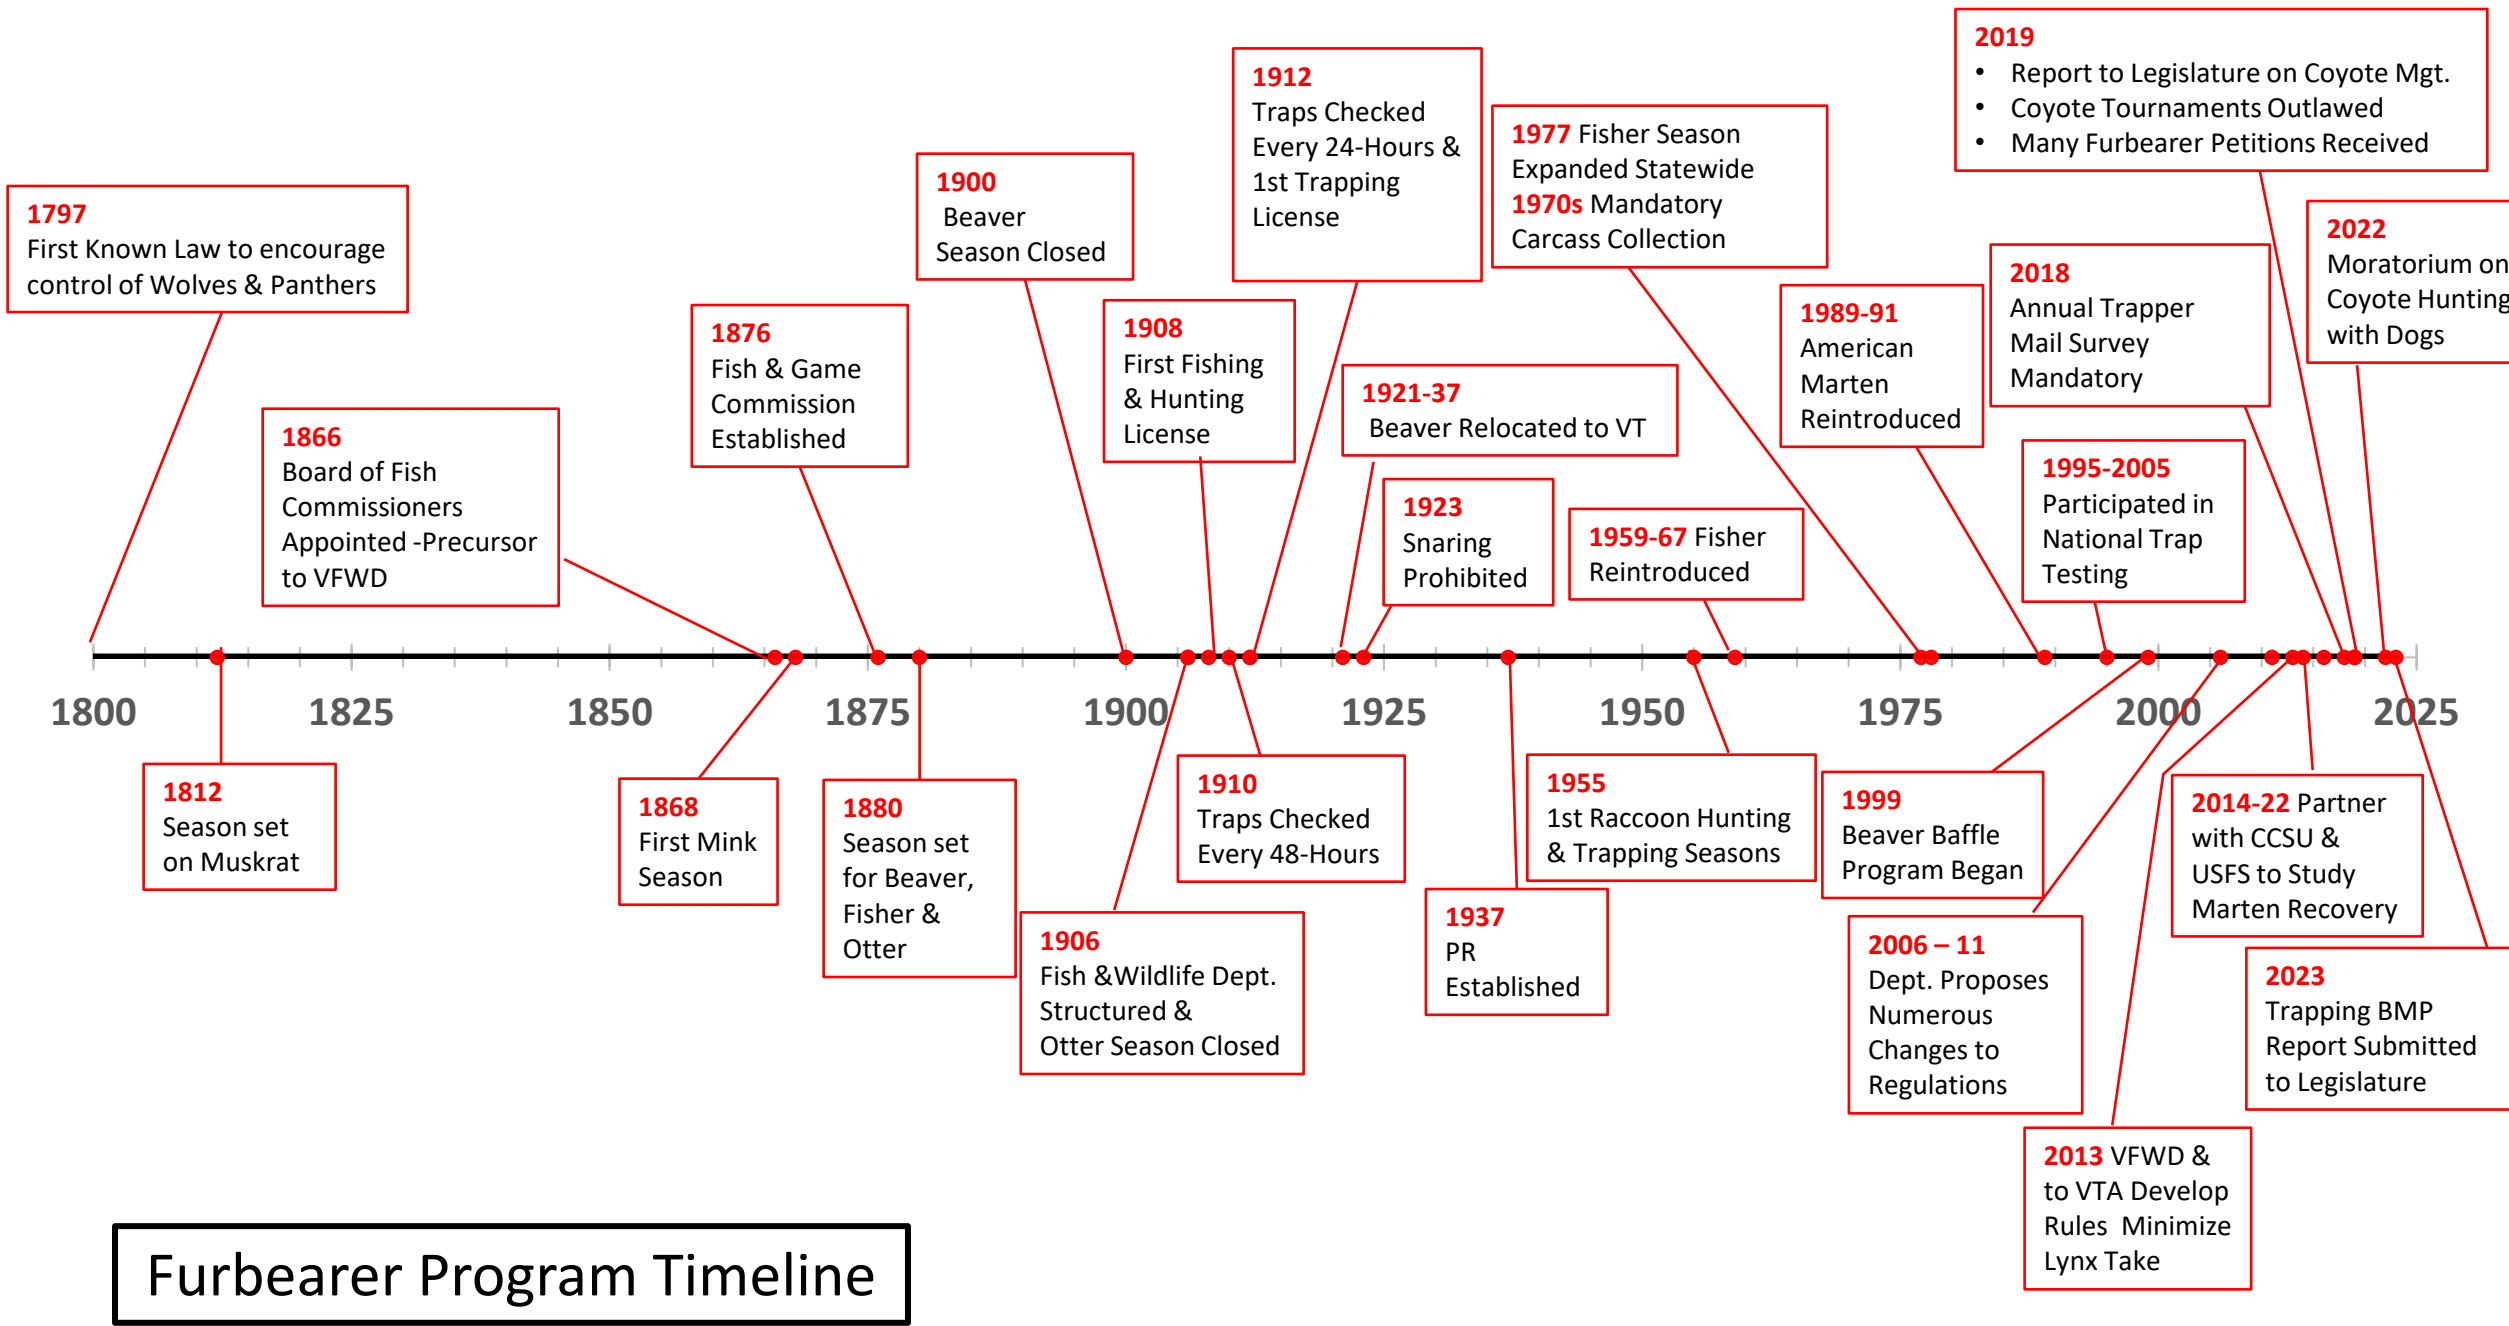 2019
• Report to Legislature on Coyote Mgt.
• Coyote Tournaments Outlawed
• Many Furbearer Petitions Received
1912
Traps Checked
Every 24-Hours &
1st Trapping
License
1977 Fisher Season
Expanded Statewide
1970s Mandatory
Carcass Collection
1900
Beaver
Season Closed
1797
First Known Law to encourage
control of Wolves & Panthers
2022
Moratorium on
Coyote Hunting
with Dogs
2018
Annual Trapper
Mail Survey
Mandatory
1989-91
American
Marten
Reintroduced
1908
First Fishing
& Hunting
License
1876
Fish & Game
Commission
Established
1921-37
Beaver Relocated to VT
1866
Board of Fish
Commissioners
Appointed -Precursor
to VFWD
1995-2005
Participated in
National Trap
Testing
1923
Snaring
Prohibited
1959-67 Fisher
Reintroduced
1800 1825 1850 1875 1900 1925 1950 1975 2000 2025
1812
Season set
on Muskrat
1868
First Mink
Season
1880
Season set
for Beaver,
Fisher &
Otter
1906
Fish &Wildlife Dept.
Structured &
Otter Season Closed
1910
Traps Checked
Every 48-Hours
1937
PR
Established
1955
1st Raccoon Hunting
& Trapping Seasons
1999
Beaver Baffle
Program Began
2006 – 11
Dept. Proposes
Numerous
Changes to
Regulations
2014-22 Partner
with CCSU &
USFS to Study
Marten Recovery
2023
Trapping BMP
Report Submitted
to Legislature
2013 VFWD &
to VTA Develop
Rules Minimize
Lynx Take
Furbearer Program Timeline